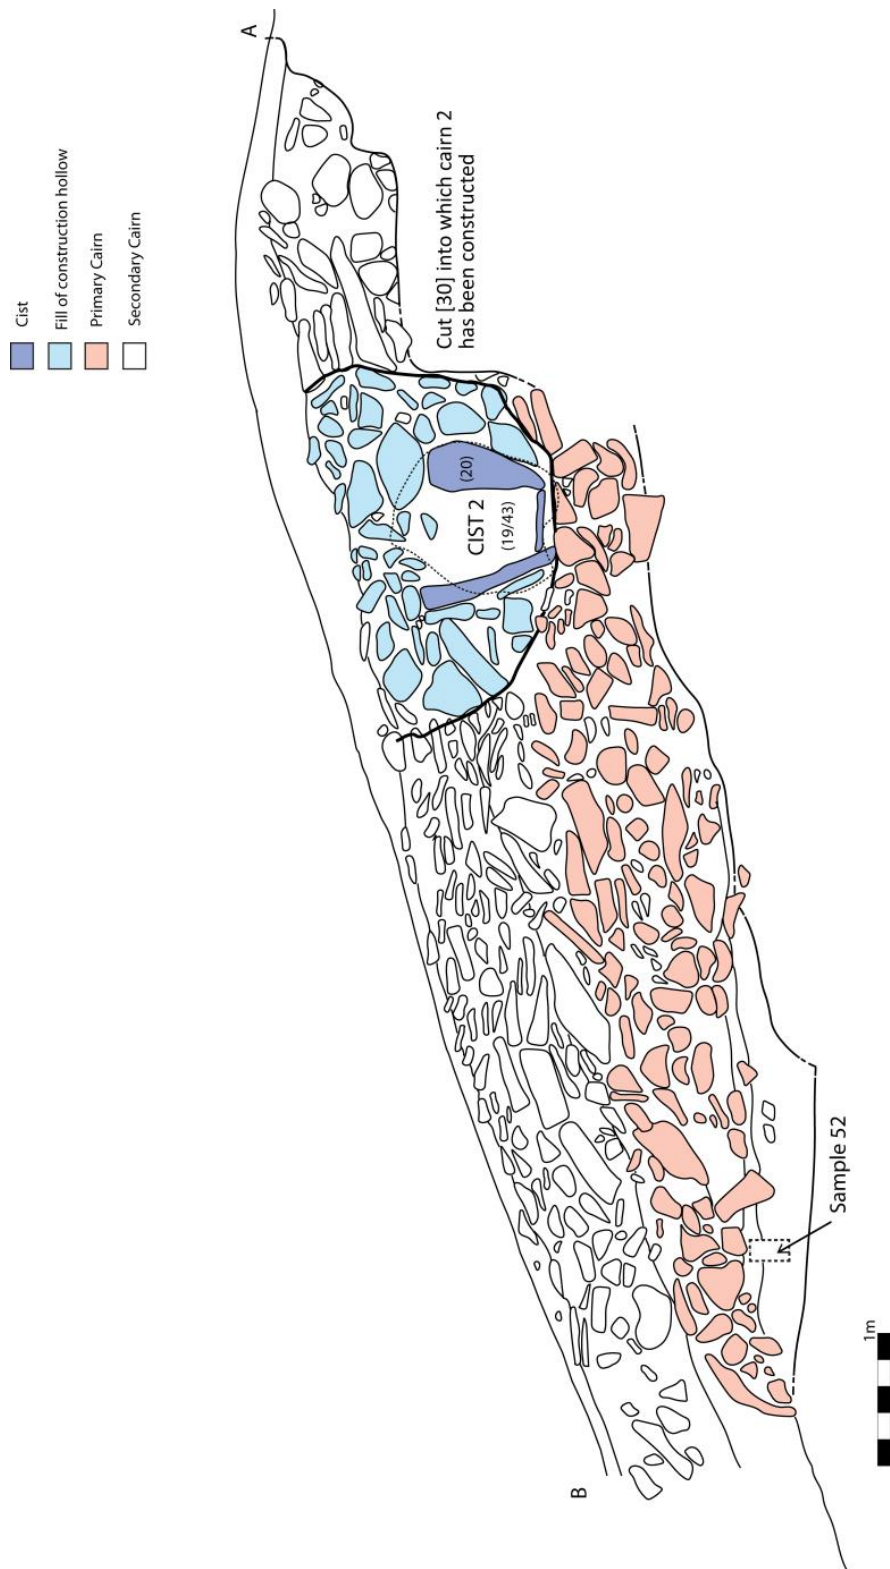 A
Cist
Fill of construction hollow
Primary Cairn
Secondary Cairn
Cut [30] into which cairn 2
has been constructed
(20)
CIST 2
(19/43)
Sample 52
1m
B